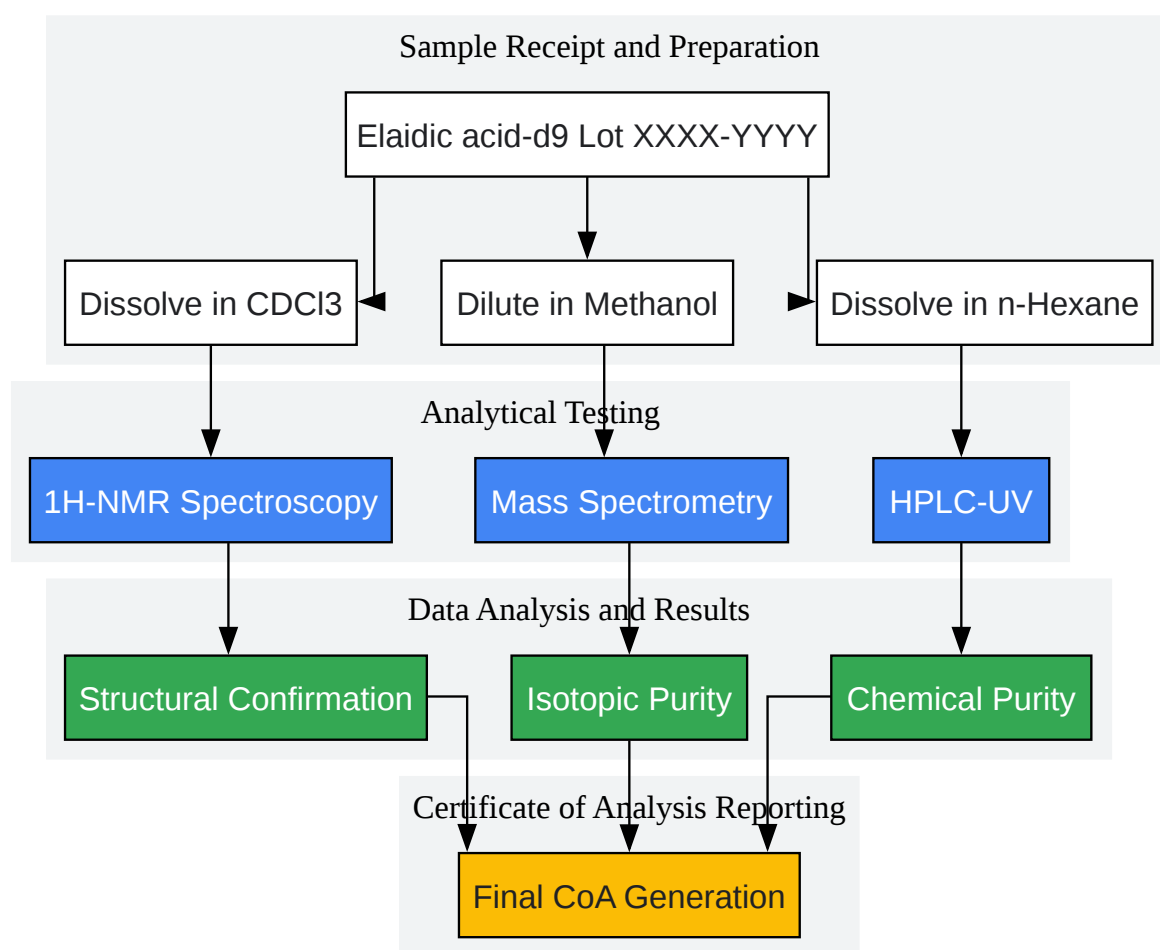 Sample Receipt and Preparation
Elaidic acid-d9 Lot XXXX-YYYY
Dissolve in CDCl3
Dilute in Methanol
Dissolve in n-Hexane
Analytical Testing
1H-NMR Spectroscopy
Mass Spectrometry
HPLC-UV
Data Analysis and Results
Structural Confirmation
Isotopic Purity
Chemical Purity
Certificate of Analysis Reporting
Final CoA Generation